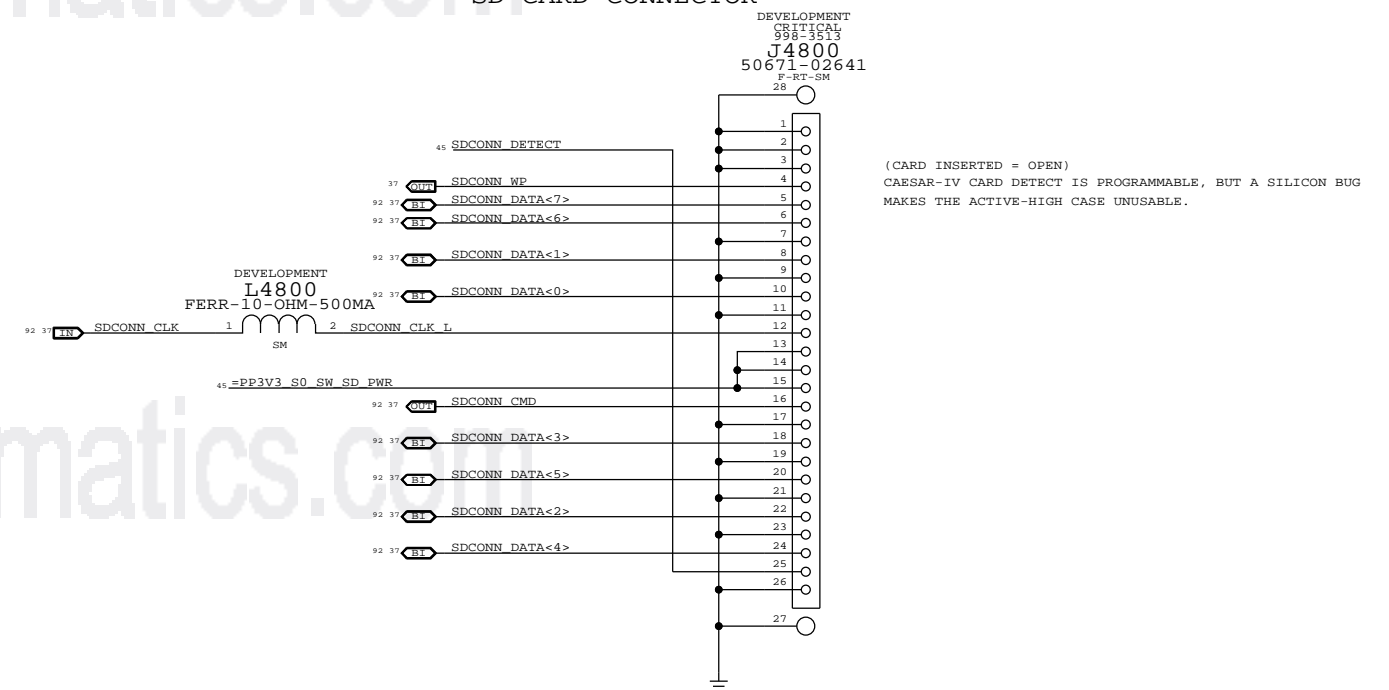 matics.com
SD CARD CONNECTOR
DEVELOPMENT
CRITICAL
998-3513
J4800
50671-02641
F-RT-SM
28
1
45 SDCONN_DETECT
2
3
37 OUT SDCONN_WP 4
92 37 BI SDCONN_DATA<7> 5
92 37 BI SDCONN_DATA<6> 6
7
92 37 BI SDCONN_DATA<1> 8
9
92 37 BI SDCONN_DATA<0> 10
11
DEVELOPMENT
L4800
FERR-10-OHM-500MA
92 37 IN SDCONN_CLK 1 2 SDCONN_CLK_L 12
SM
13
14
45 =PP3V3_S0_SW_SD_PWR 15
92 37 OUT SDCONN_CMD 16
17
92 37 BI SDCONN_DATA<3> 18
19
92 37 BI SDCONN_DATA<5> 20
21
92 37 BI SDCONN_DATA<2> 22
23
92 37 BI SDCONN_DATA<4> 24
25
26
27
(CARD INSERTED = OPEN)
CAESAR-IV CARD DETECT IS PROGRAMMABLE, BUT A SILICON BUG
MAKES THE ACTIVE-HIGH CASE UNUSABLE.
matics.com